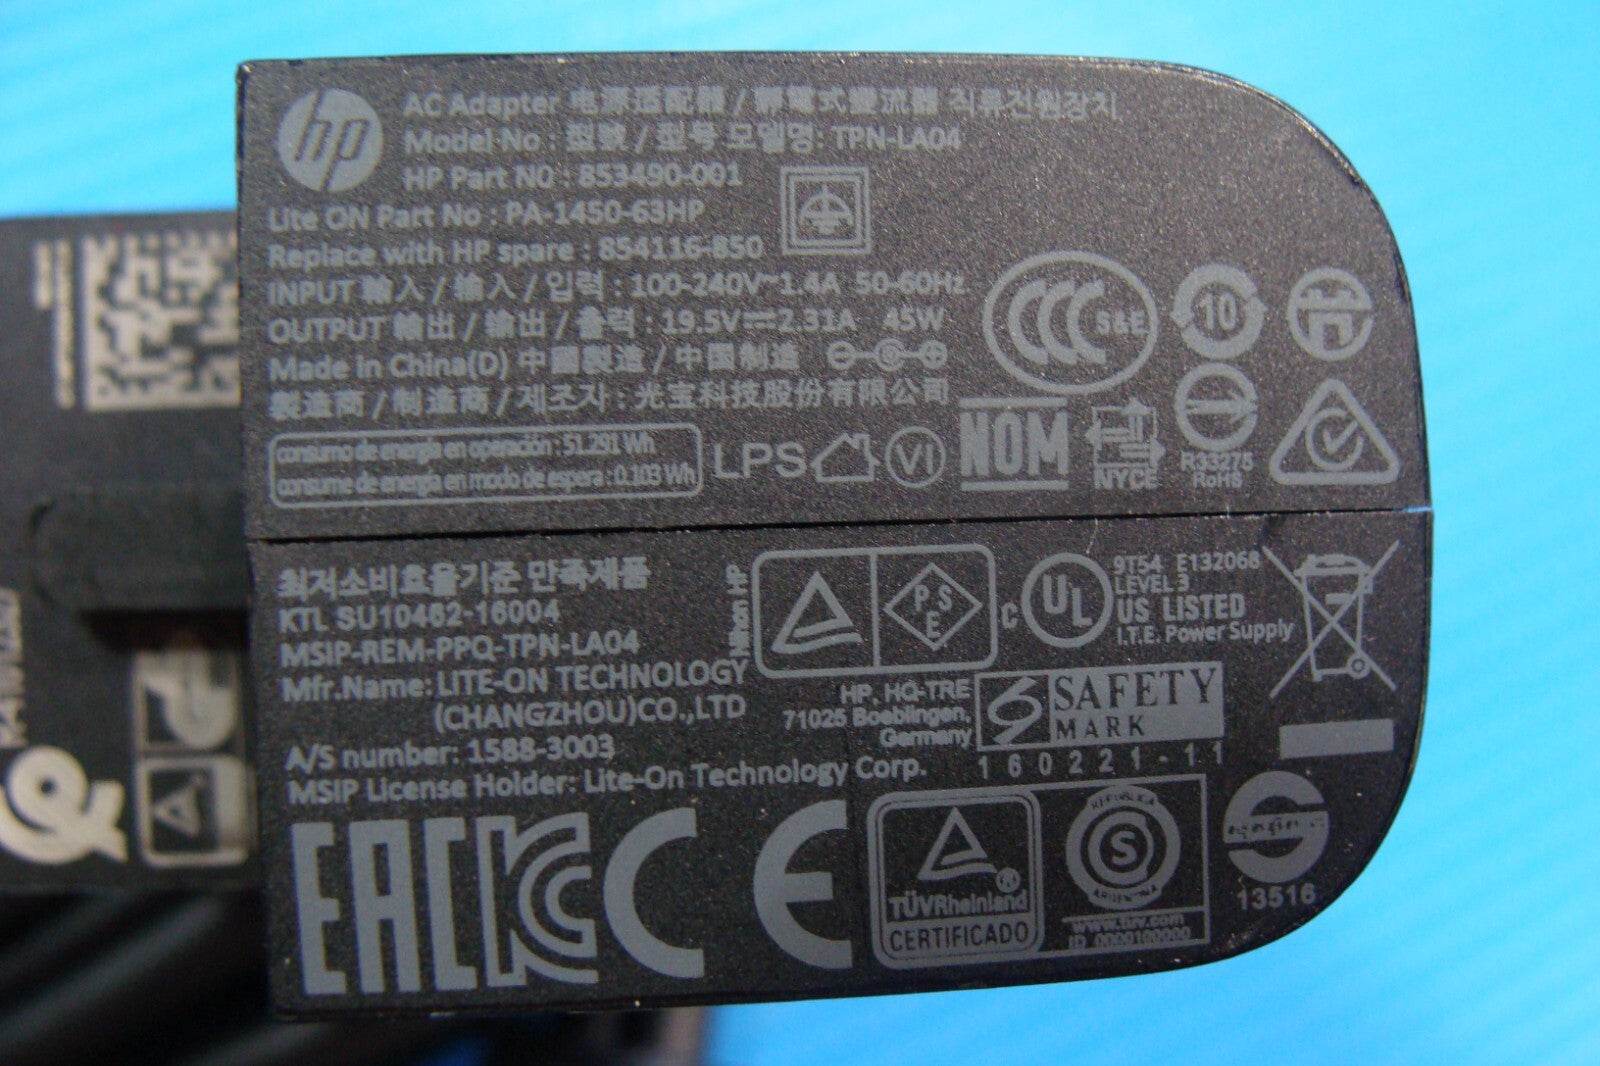 hp
AC Adapter 电源适配器 / 靜電式變流器 직류전원장치
Model No : 型號 / 型号 모델명: TPN-LA04
HP Part NO : 853490-001
Lite ON Part No : PA-1450-63HP
Replace with HP spare : 854116-850
INPUT 輸入 / 输入 / 입력 : 100-240V~1.4A 50-60Hz
OUTPUT 輸出 / 输出 / 출력 : 19.5V⎓2.31A 45W
Made in China(D) 中國製造 / 中国制造
製造商 / 制造商 / 제조자 : 光宝科技股份有限公司
consumo de energía en operación : 51.291 Wh
consume de energía en modo de espera : 0.103 Wh
LPS
VI
NOM
NYCE
CCC
S&E
10
R33275
RoHS
최저소비효율기준 만족제품
KTL SU10462-16004
MSIP-REM-PPQ-TPN-LA04
Mfr.Name: LITE-ON TECHNOLOGY
(CHANGZHOU)CO.,LTD
A/S number: 1588-3003
MSIP License Holder: Lite-On Technology Corp.
Nihon HP
PSE
c UL
9T54 E132068
LEVEL 3
US LISTED
I.T.E. Power Supply
HP, HQ-TRE
71025 Boeblingen,
Germany
SAFETY
MARK
160221-11
EAC
KC
CE
TÜVRheinland
CERTIFICADO
REPUBLICA
S
ARGENTINA
www.tuv.com
ID 0000100000
13516